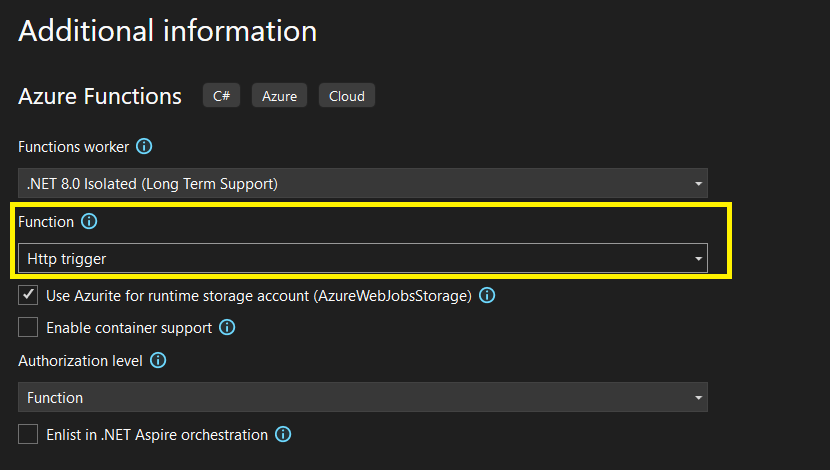 Additional information
Azure Functions C# Azure Cloud
Functions worker
.NET 8.0 Isolated (Long Term Support)
Function
Http trigger
Use Azurite for runtime storage account (AzureWebJobsStorage)
Enable container support
Authorization level
Function
Enlist in .NET Aspire orchestration